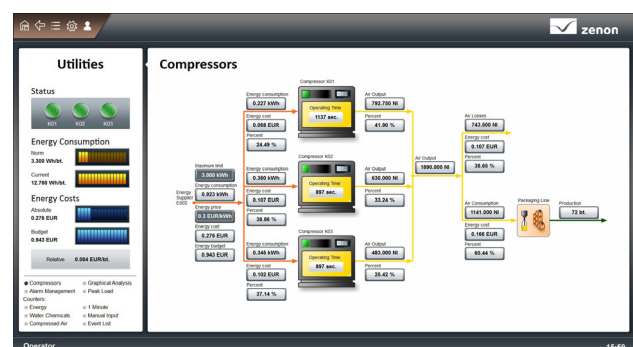 zenon
Utilities
Status
K01 K02 K03
Energy Consumption
Norm
3.300 Wh/bt.
Current
12.760 Wh/bt.
Energy Costs
Absolute
0.276 EUR
Budget
0.943 EUR
Relative 0.004 EUR/bt.
Compressors
Graphical Analysis
Alarm Management
Peak Load
Counters:
Energy
1 Minute
Water Chemicals
Manual Input
Compressed Air
Event List
Compressors
Energy
Supplier
E002
Maximum limit
3.000 kWh
Energy consumption
0.923 kWh
Energy price
0.3 EUR/kWh
Energy cost
0.276 EUR
Energy budget
0.943 EUR
Compressor K01
Energy consumption
0.227 kWh
Energy cost
0.068 EUR
Percent
24.49 %
Operating Time
1137 sec.
Air Output
792.750 Nl
Percent
41.90 %
Compressor K02
Energy consumption
0.360 kWh
Energy cost
0.107 EUR
Percent
38.86 %
Operating Time
897 sec.
Air Output
630.000 Nl
Percent
33.24 %
Compressor K03
Energy consumption
0.346 kWh
Energy cost
0.102 EUR
Percent
37.14 %
Operating Time
897 sec.
Air Output
483.000 Nl
Percent
25.42 %
Air Output
1890.000 Nl
Air Losses
743.500 Nl
Energy cost
0.107 EUR
Percent
38.65 %
Air Consumption
1141.000 Nl
Energy cost
0.166 EUR
Percent
60.44 %
Packaging Line
Production
72 bt.
Operator
15:50